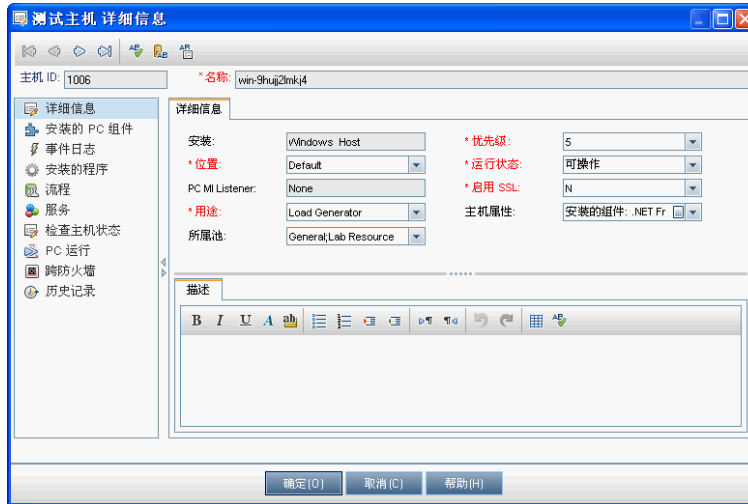 测试主机 详细信息
主机 ID: 1006 *名称: win-9hujj2lmkj4
详细信息
安装的 PC 组件
事件日志
安装的程序
流程
服务
检查主机状态
PC 运行
跨防火墙
历史记录
详细信息
安装: Windows Host *优先级: 5
*位置: Default *运行状态: 可操作
PC MI Listener: None *启用 SSL: N
*用途: Load Generator 主机属性: 安装的组件: .NET Fr
所属池: General;Lab Resource
描述
B I U A ab
确定(O) 取消(C) 帮助(H)